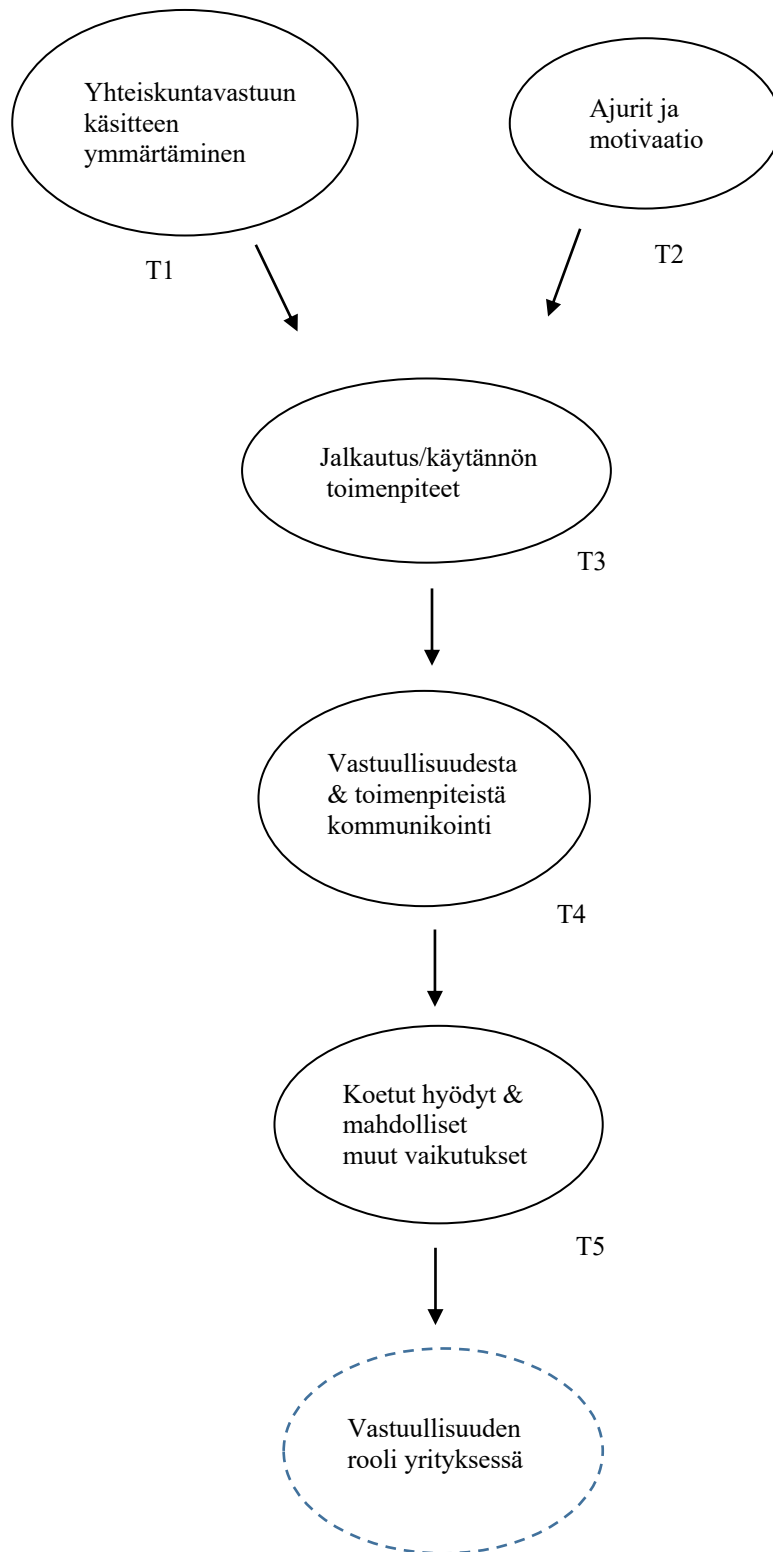 Yhteiskuntavastuun
käsitteen
ymmärtäminen
T1
Ajurit ja
motivaatio
T2
Jalkautus/käytännön
toimenpiteet
T3
Vastuullisuudesta
& toimenpiteistä
kommunikointi
T4
Koetut hyödyt &
mahdolliset
muut vaikutukset
T5
Vastuullisuuden
rooli yrityksessä